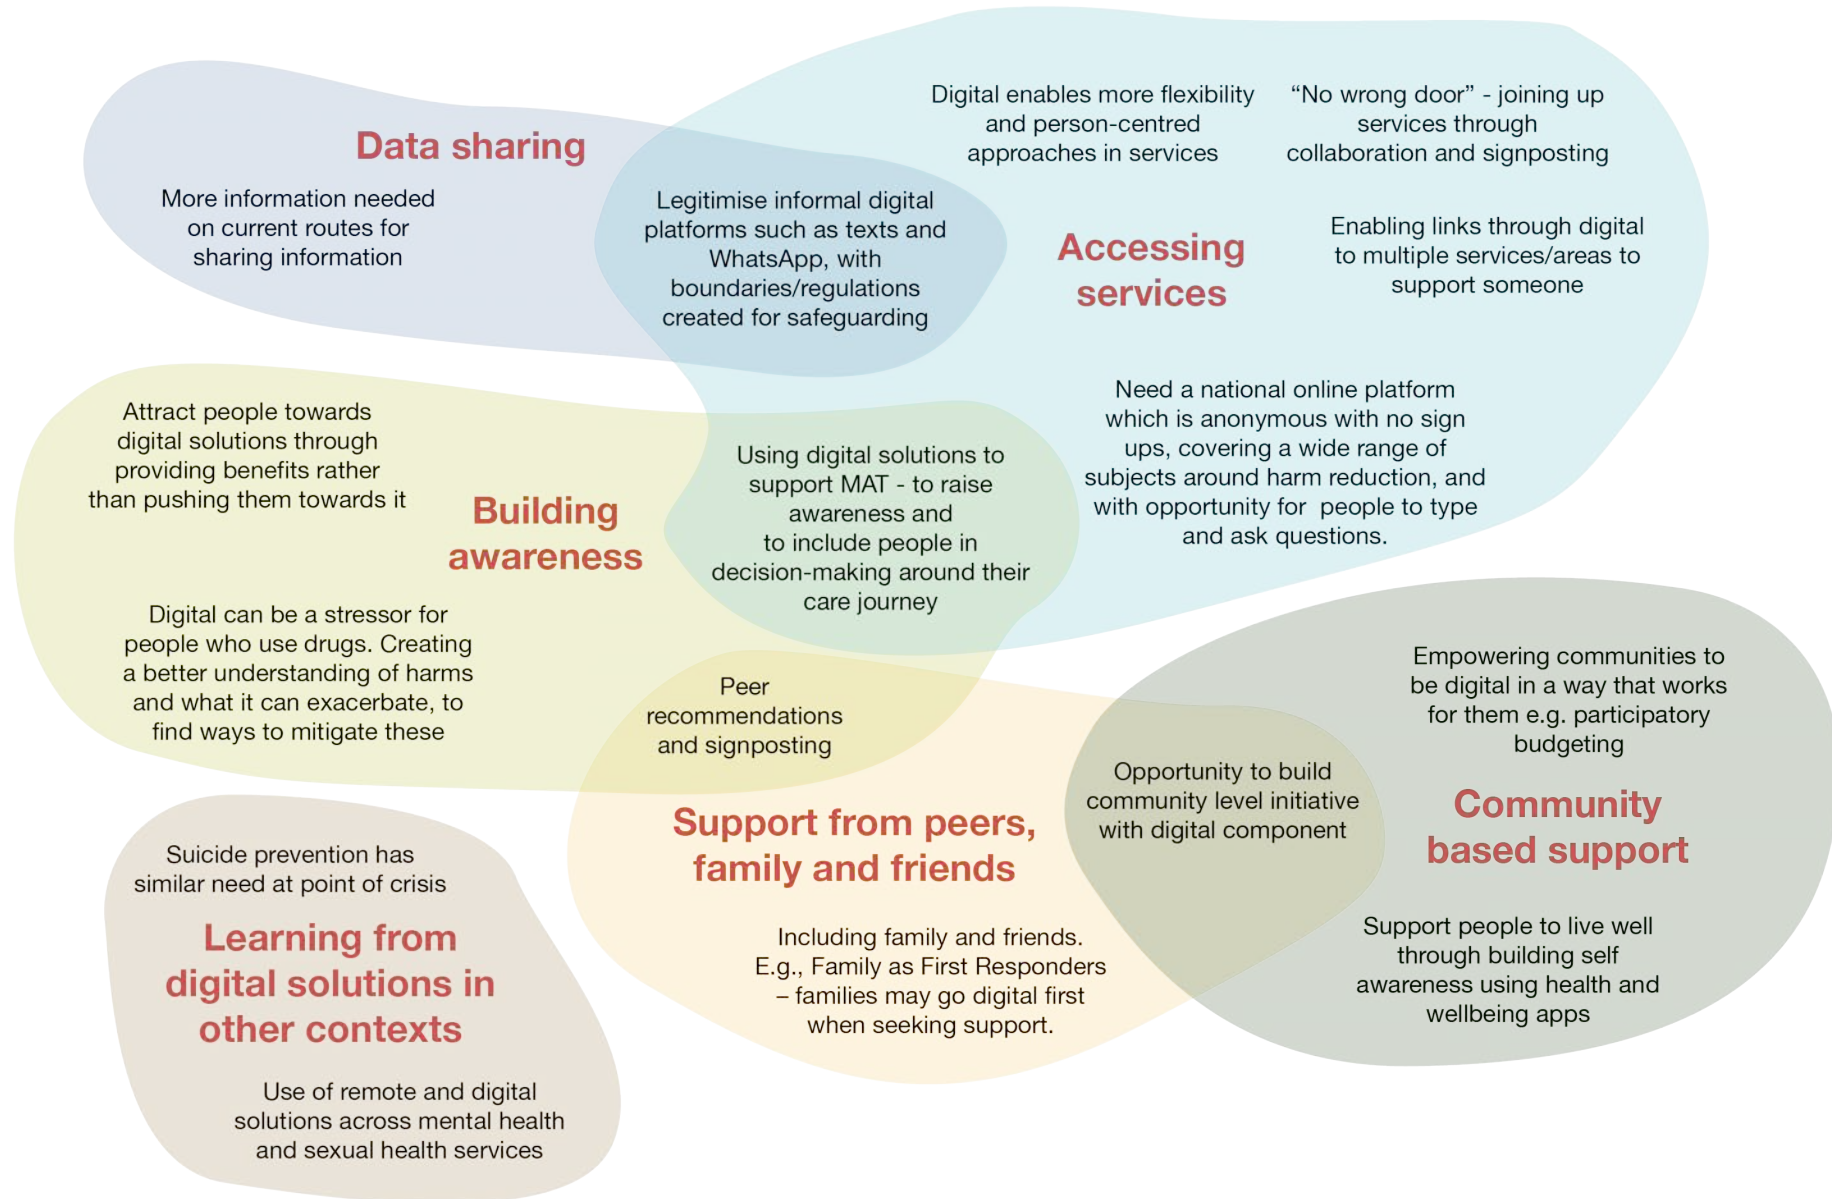 Data sharing
More information needed
on current routes for
sharing information
Legitimise informal digital
platforms such as texts and
WhatsApp, with
boundaries/regulations
created for safeguarding
Digital enables more flexibility
and person-centred
approaches in services
“No wrong door” - joining up
services through
collaboration and signposting
Accessing
services
Enabling links through digital
to multiple services/areas to
support someone
Need a national online platform
which is anonymous with no sign
ups, covering a wide range of
subjects around harm reduction, and
with opportunity for  people to type
and ask questions.
Attract people towards
digital solutions through
providing benefits rather
than pushing them towards it
Building
awareness
Using digital solutions to
support MAT - to raise
awareness and
to include people in
decision-making around their
care journey
Digital can be a stressor for
people who use drugs. Creating
a better understanding of harms
and what it can exacerbate, to
find ways to mitigate these
Peer
recommendations
and signposting
Support from peers,
family and friends
Including family and friends.
E.g., Family as First Responders
– families may go digital first
when seeking support.
Opportunity to build
community level initiative
with digital component
Empowering communities to
be digital in a way that works
for them e.g. participatory
budgeting
Community
based support
Support people to live well
through building self
awareness using health and
wellbeing apps
Suicide prevention has
similar need at point of crisis
Learning from
digital solutions in
other contexts
Use of remote and digital
solutions across mental health
and sexual health services